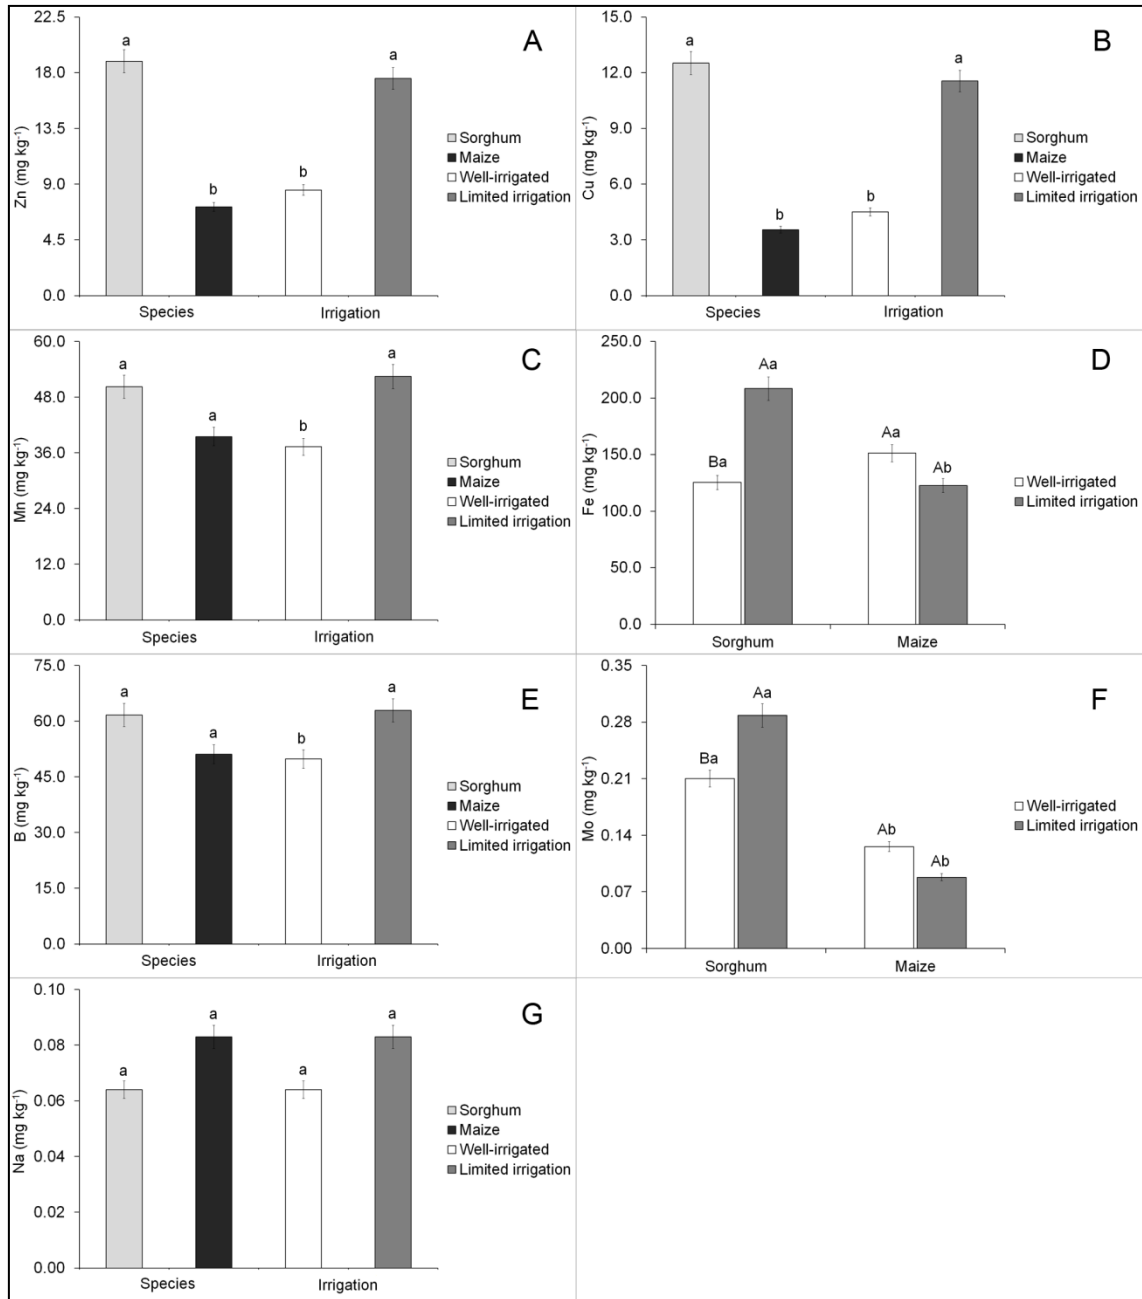 A
Zn (mg kg⁻¹)
22.5
18.0
13.5
9.0
4.5
0.0
a
b
b
a
Species
Irrigation
Sorghum
Maize
Well-irrigated
Limited irrigation
B
Cu (mg kg⁻¹)
15.0
12.0
9.0
6.0
3.0
0.0
a
b
b
a
Species
Irrigation
Sorghum
Maize
Well-irrigated
Limited irrigation
C
Mn (mg kg⁻¹)
60.0
48.0
36.0
24.0
12.0
0.0
a
a
b
a
Species
Irrigation
Sorghum
Maize
Well-irrigated
Limited irrigation
D
Fe (mg kg⁻¹)
250.0
200.0
150.0
100.0
50.0
0.0
Ba
Aa
Aa
Ab
Sorghum
Maize
Well-irrigated
Limited irrigation
E
B (mg kg⁻¹)
75.0
60.0
45.0
30.0
15.0
0.0
a
a
b
a
Species
Irrigation
Sorghum
Maize
Well-irrigated
Limited irrigation
F
Mo (mg kg⁻¹)
0.35
0.28
0.21
0.14
0.07
0.00
Ba
Aa
Ab
Ab
Sorghum
Maize
Well-irrigated
Limited irrigation
G
Na (mg kg⁻¹)
0.10
0.08
0.06
0.04
0.02
0.00
a
a
a
a
Species
Irrigation
Sorghum
Maize
Well-irrigated
Limited irrigation